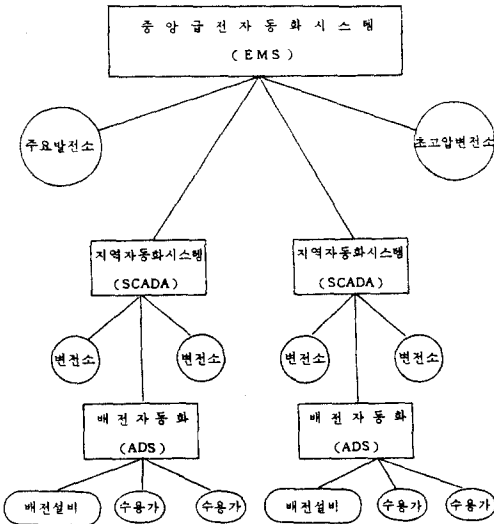 중앙급전자동화시스템
(EMS)
주요발전소
초고압변전소
지역자동화시스템
(SCADA)
지역자동화시스템
(SCADA)
변전소
변전소
변전소
변전소
배전자동화
(ADS)
배전자동화
(ADS)
배전설비
수용가
수용가
배전설비
수용가
수용가